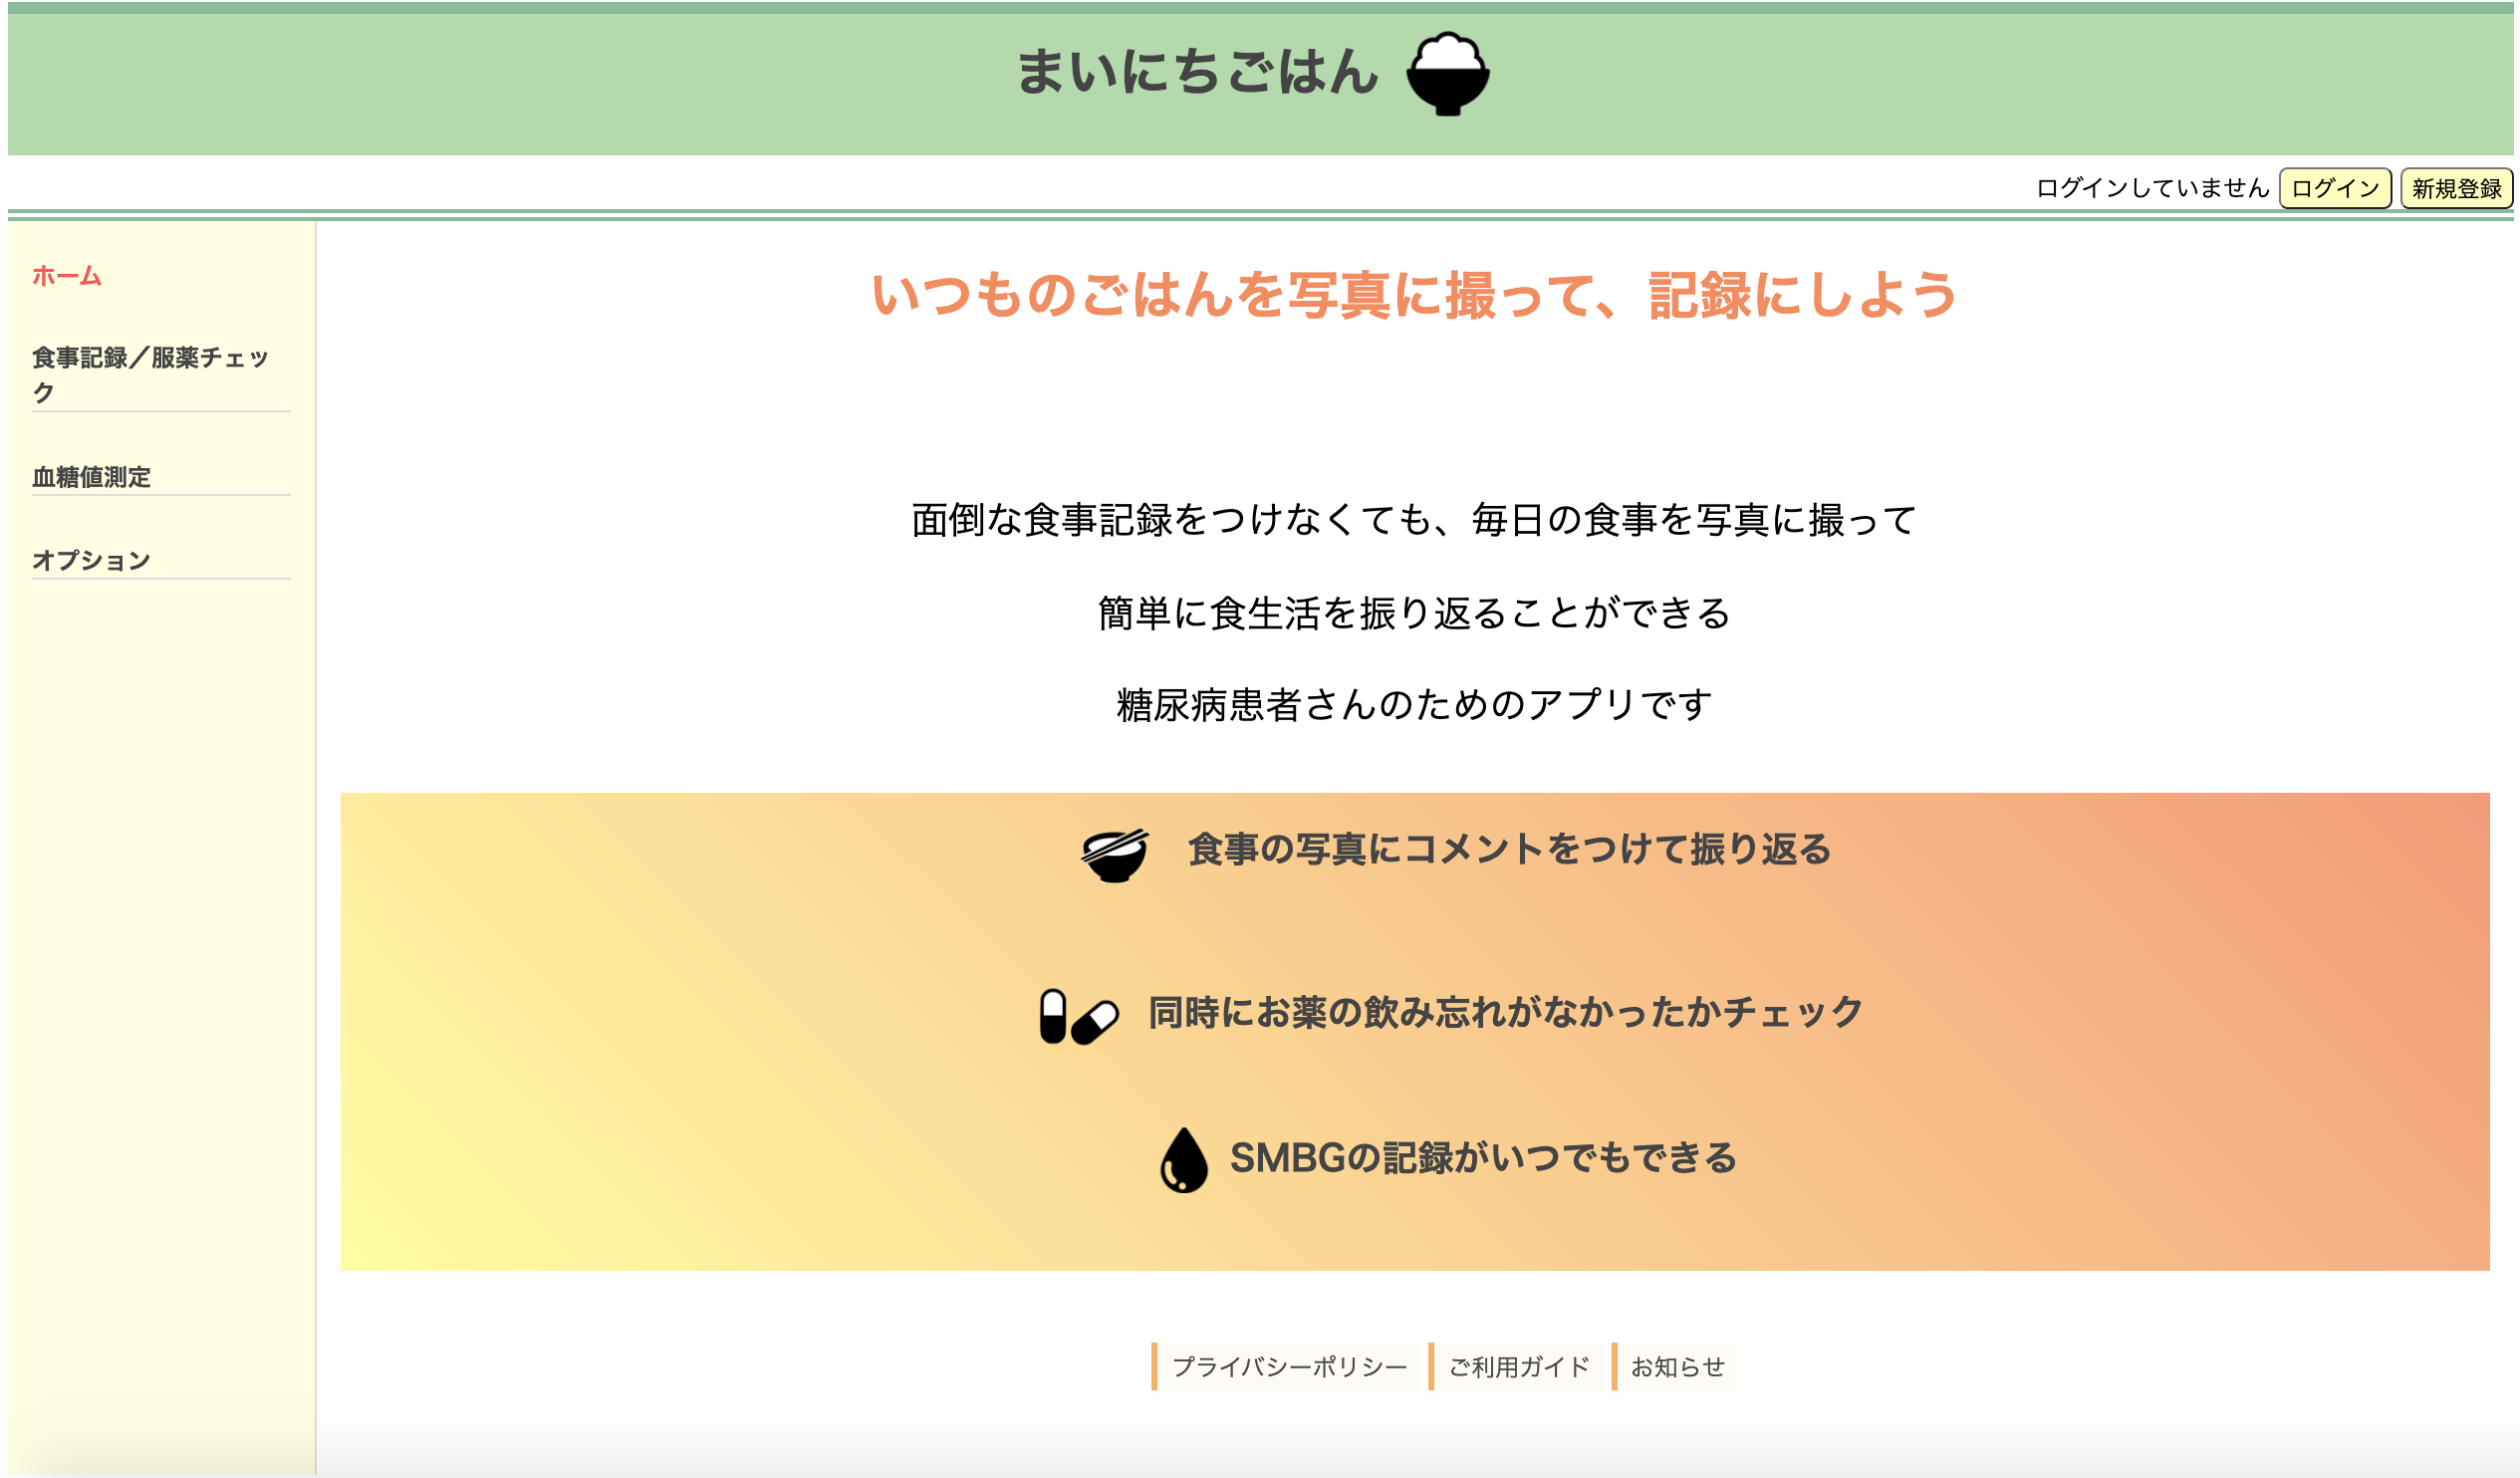 まいにちごはん
ログインしていません ログイン 新規登録
ホーム
食事記録／服薬チェッ
ク
血糖値測定
オプション
いつものごはんを写真に撮って、記録にしよう
面倒な食事記録をつけなくても、毎日の食事を写真に撮って
簡単に食生活を振り返ることができる
糖尿病患者さんのためのアプリです
食事の写真にコメントをつけて振り返る
同時にお薬の飲み忘れがなかったかチェック
SMBGの記録がいつでもできる
プライバシーポリシー ご利用ガイド お知らせ